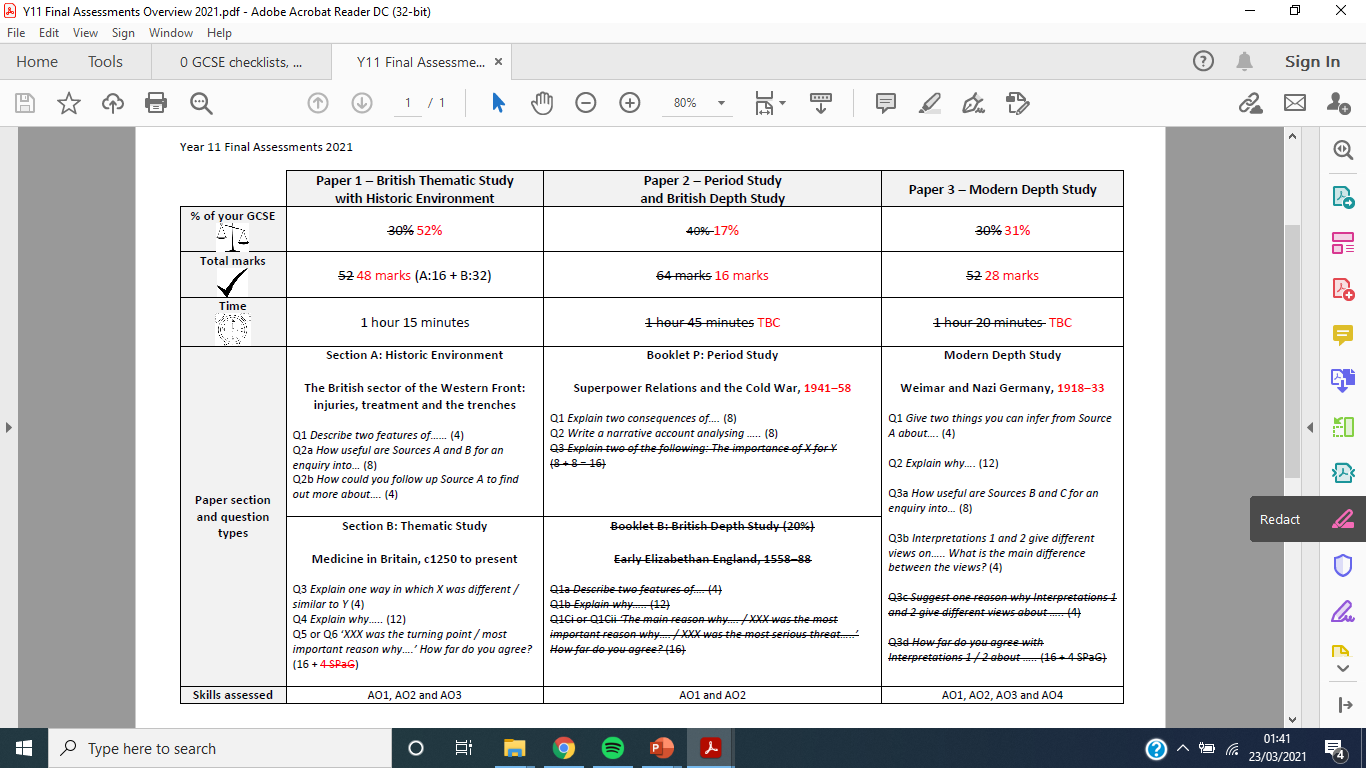 Y11 Final Assessments Overview 2021.pdf - Adobe Acrobat Reader DC (32-bit)
File Edit View Sign Window Help
Home Tools 0 GCSE checklists, ... Y11 Final Assessme... ×
Sign In
1 / 1 80%
Year 11 Final Assessments 2021
Paper 1 – British Thematic Study
with Historic Environment
Paper 2 – Period Study
and British Depth Study
Paper 3 – Modern Depth Study
% of your GCSE
30% 52%
40% 17%
30% 31%
Total marks
52 48 marks (A:16 + B:32)
64 marks 16 marks
52 28 marks
Time
1 hour 15 minutes
1 hour 45 minutes TBC
1 hour 20 minutes TBC
Paper section
and question
types
Section A: Historic Environment
The British sector of the Western Front:
injuries, treatment and the trenches
Q1 Describe two features of...... (4)
Q2a How useful are Sources A and B for an
enquiry into... (8)
Q2b How could you follow up Source A to find
out more about.... (4)
Section B: Thematic Study
Medicine in Britain, c1250 to present
Q3 Explain one way in which X was different /
similar to Y (4)
Q4 Explain why..... (12)
Q5 or Q6 ‘XXX was the turning point / most
important reason why....’ How far do you agree?
(16 + 4 SPaG)
Booklet P: Period Study
Superpower Relations and the Cold War, 1941–58
Q1 Explain two consequences of.... (8)
Q2 Write a narrative account analysing ..... (8)
Q3 Explain two of the following: The importance of X for Y
(8 + 8 = 16)
Booklet B: British Depth Study (20%)
Early Elizabethan England, 1558–88
Q1a Describe two features of.... (4)
Q1b Explain why..... (12)
Q1Ci or Q1Cii ‘The main reason why.... / XXX was the most
important reason why.... / XXX was the most serious threat.....’
How far do you agree? (16)
Modern Depth Study
Weimar and Nazi Germany, 1918–33
Q1 Give two things you can infer from Source
A about.... (4)
Q2 Explain why.... (12)
Q3a How useful are Sources B and C for an
enquiry into... (8)
Q3b Interpretations 1 and 2 give different
views on..... What is the main difference
between the views? (4)
Q3c Suggest one reason why Interpretations 1
and 2 give different views about ..... (4)
Q3d How far do you agree with
Interpretations 1 / 2 about ..... (16 + 4 SPaG)
Skills assessed
AO1, AO2 and AO3
AO1 and AO2
AO1, AO2, AO3 and AO4
Redact
Type here to search
01:41
23/03/2021
4